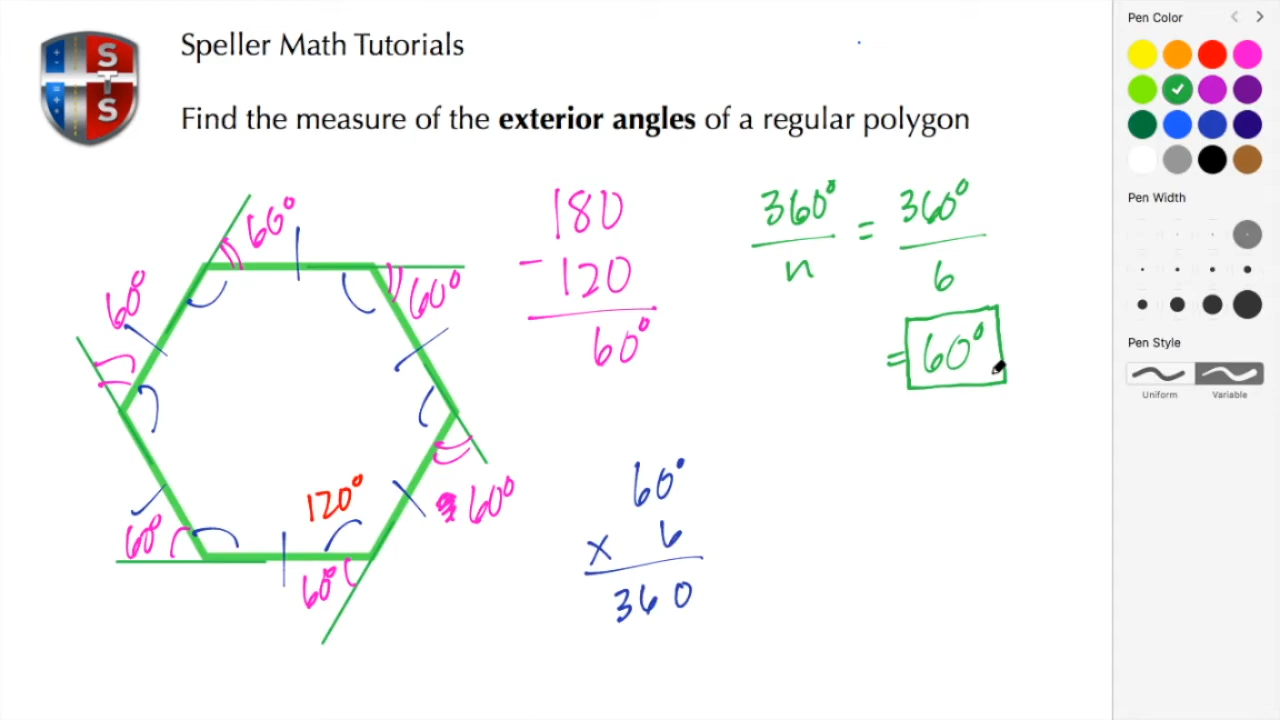 Speller Math Tutorials
S
T
S
Find the measure of the exterior angles of a regular polygon
60°
60°
60°
60°
60°
60°
120°
180
- 120
60°
360° = 360°
n 6
= 60°
60°
x 6
360
Pen Color
Pen Width
Pen Style
Uniform Variable